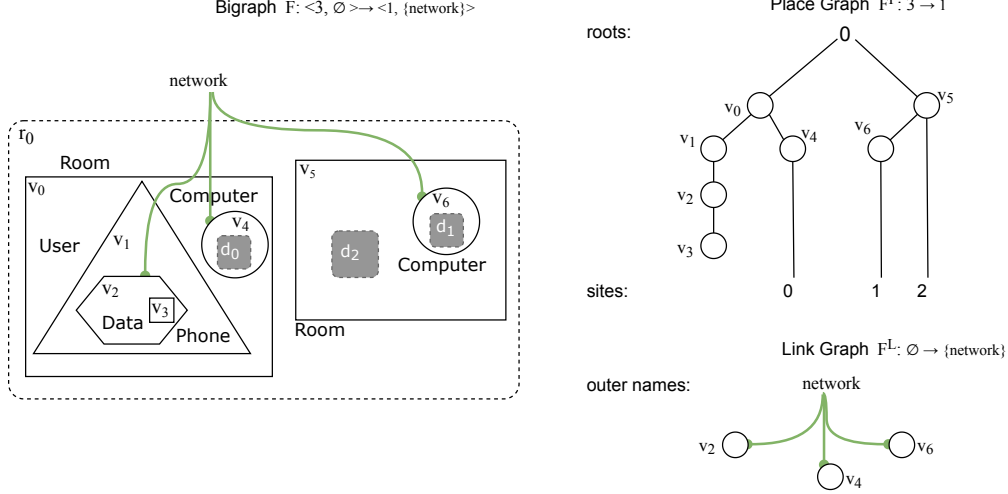 Bigraph F: <3, ∅ >→ <1, {network}>
network
r0
Room
v0
Computer
v4
d0
User
v1
v2
v3
Data
Phone
v5
v6
d1
d2
Computer
Room
Place Graph F : 3 → 1
roots:
0
v0
v5
v1
v4
v6
v2
v3
sites:
0
1
2
Link Graph F^L: ∅ → {network}
outer names:
network
v2
v6
v4